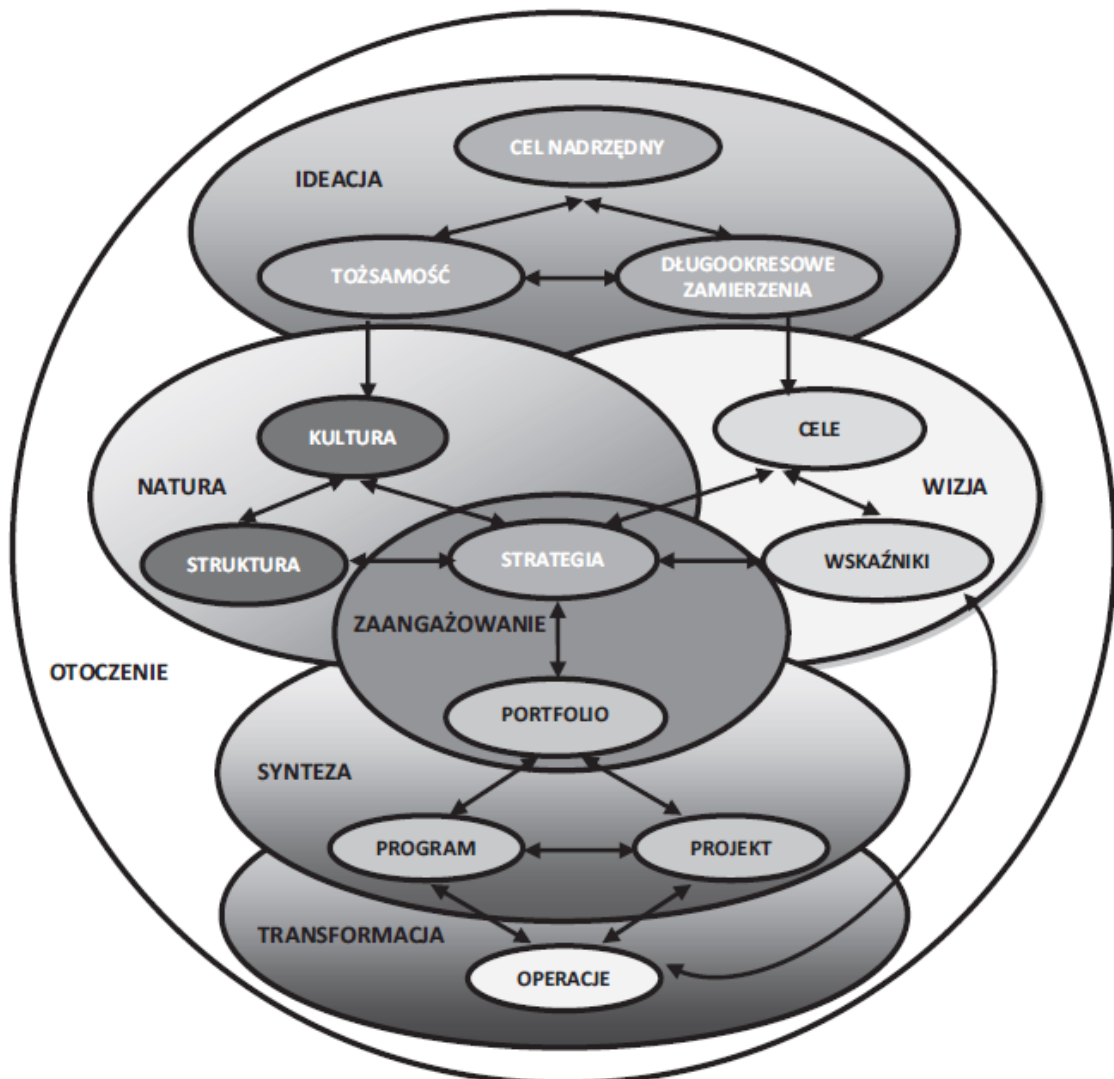 CEL NADRZĘDNY
IDEACJA
TOŻSAMOŚĆ
DŁUGOOKRESOWE
ZAMIERZENIA
KULTURA
CELE
NATURA
WIZJA
STRUKTURA
STRATEGIA
WSKAŹNIKI
ZAANGAŻOWANIE
OTOCZENIE
PORTFOLIO
SYNTEZA
PROGRAM
PROJEKT
TRANSFORMACJA
OPERACJE